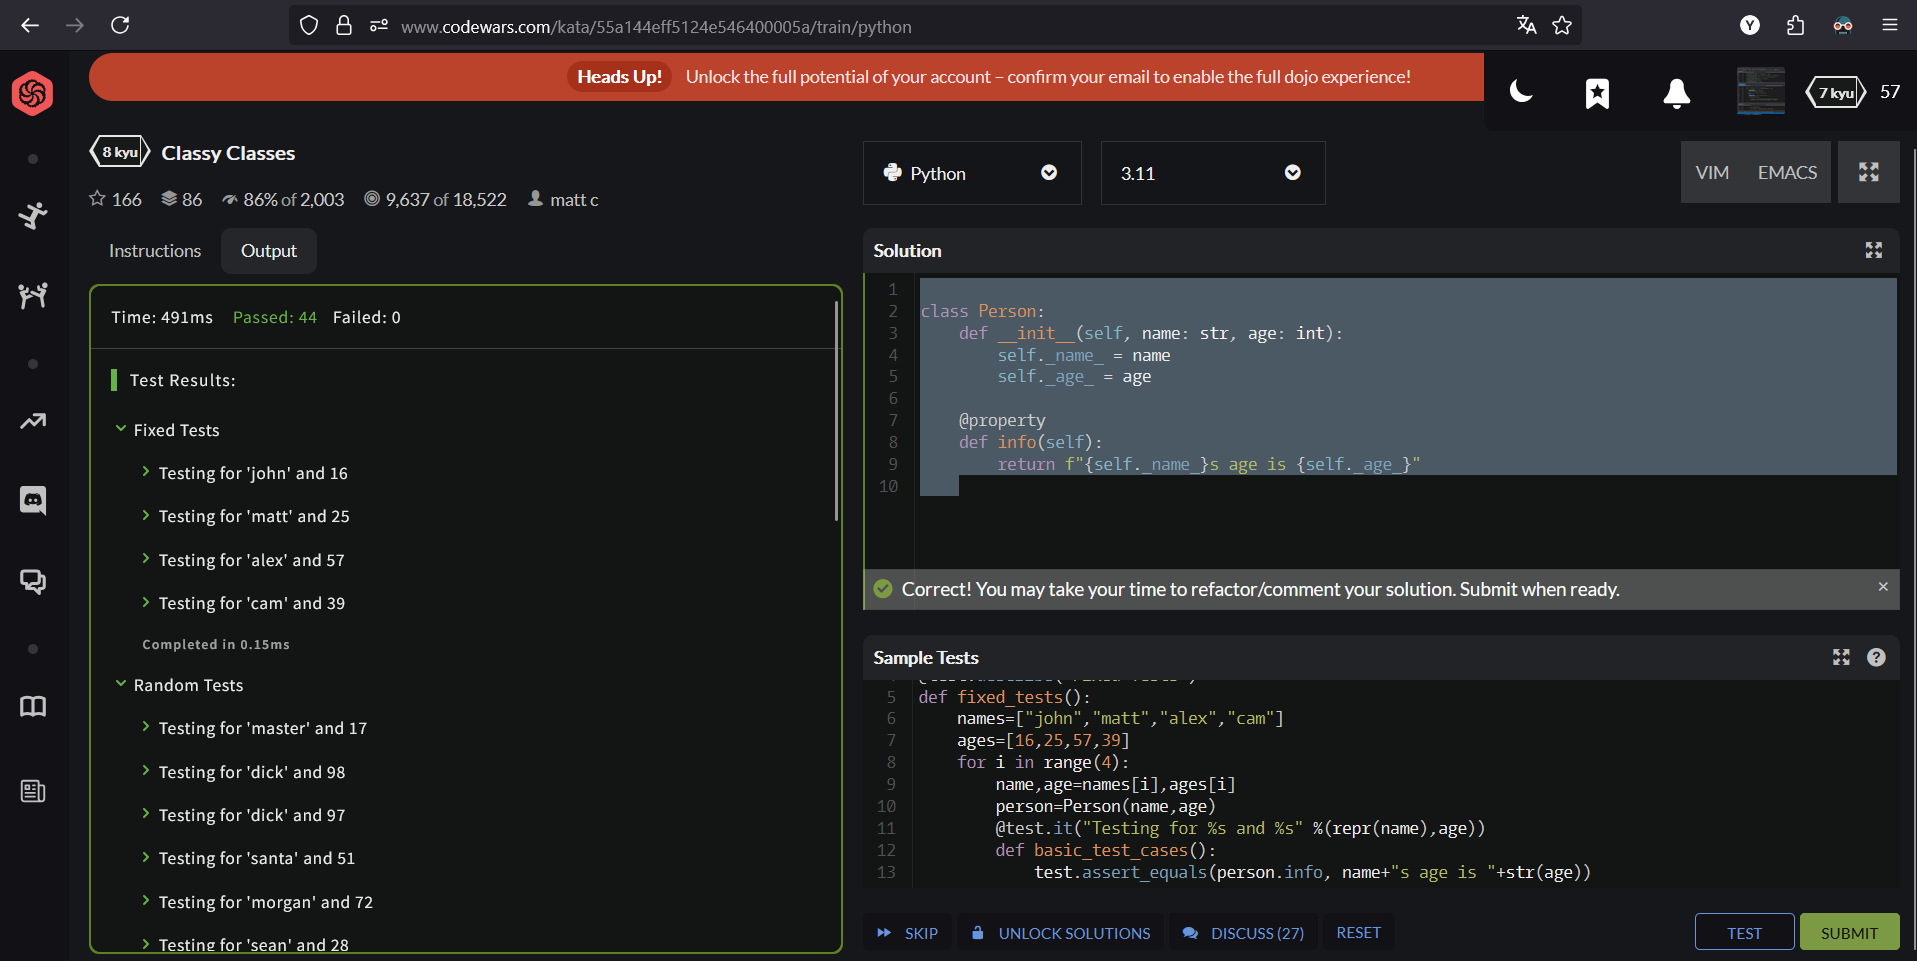 www.codewars.com/kata/55a144eff5124e546400005a/train/python
Heads Up! Unlock the full potential of your account – confirm your email to enable the full dojo experience!
7 kyu 57
8 kyu Classy Classes
166 86 86% of 2,003 9,637 of 18,522 matt c
Instructions Output
Time: 491ms Passed: 44 Failed: 0
Test Results:
Fixed Tests
Testing for 'john' and 16
Testing for 'matt' and 25
Testing for 'alex' and 57
Testing for 'cam' and 39
Completed in 0.15ms
Random Tests
Testing for 'master' and 17
Testing for 'dick' and 98
Testing for 'dick' and 97
Testing for 'santa' and 51
Testing for 'morgan' and 72
Testing for 'sean' and 28
Python 3.11 VIM EMACS
Solution
1
2 class Person:
3     def __init__(self, name: str, age: int):
4         self._name_ = name
5         self._age_ = age
6
7     @property
8     def info(self):
9         return f"{self._name_}s age is {self._age_}"
10
Correct! You may take your time to refactor/comment your solution. Submit when ready.
Sample Tests
5 def fixed_tests():
6     names=["john","matt","alex","cam"]
7     ages=[16,25,57,39]
8     for i in range(4):
9         name,age=names[i],ages[i]
10         person=Person(name,age)
11         @test.it("Testing for %s and %s" %(repr(name),age))
12         def basic_test_cases():
13             test.assert_equals(person.info, name+"s age is "+str(age))
SKIP UNLOCK SOLUTIONS DISCUSS (27) RESET TEST SUBMIT